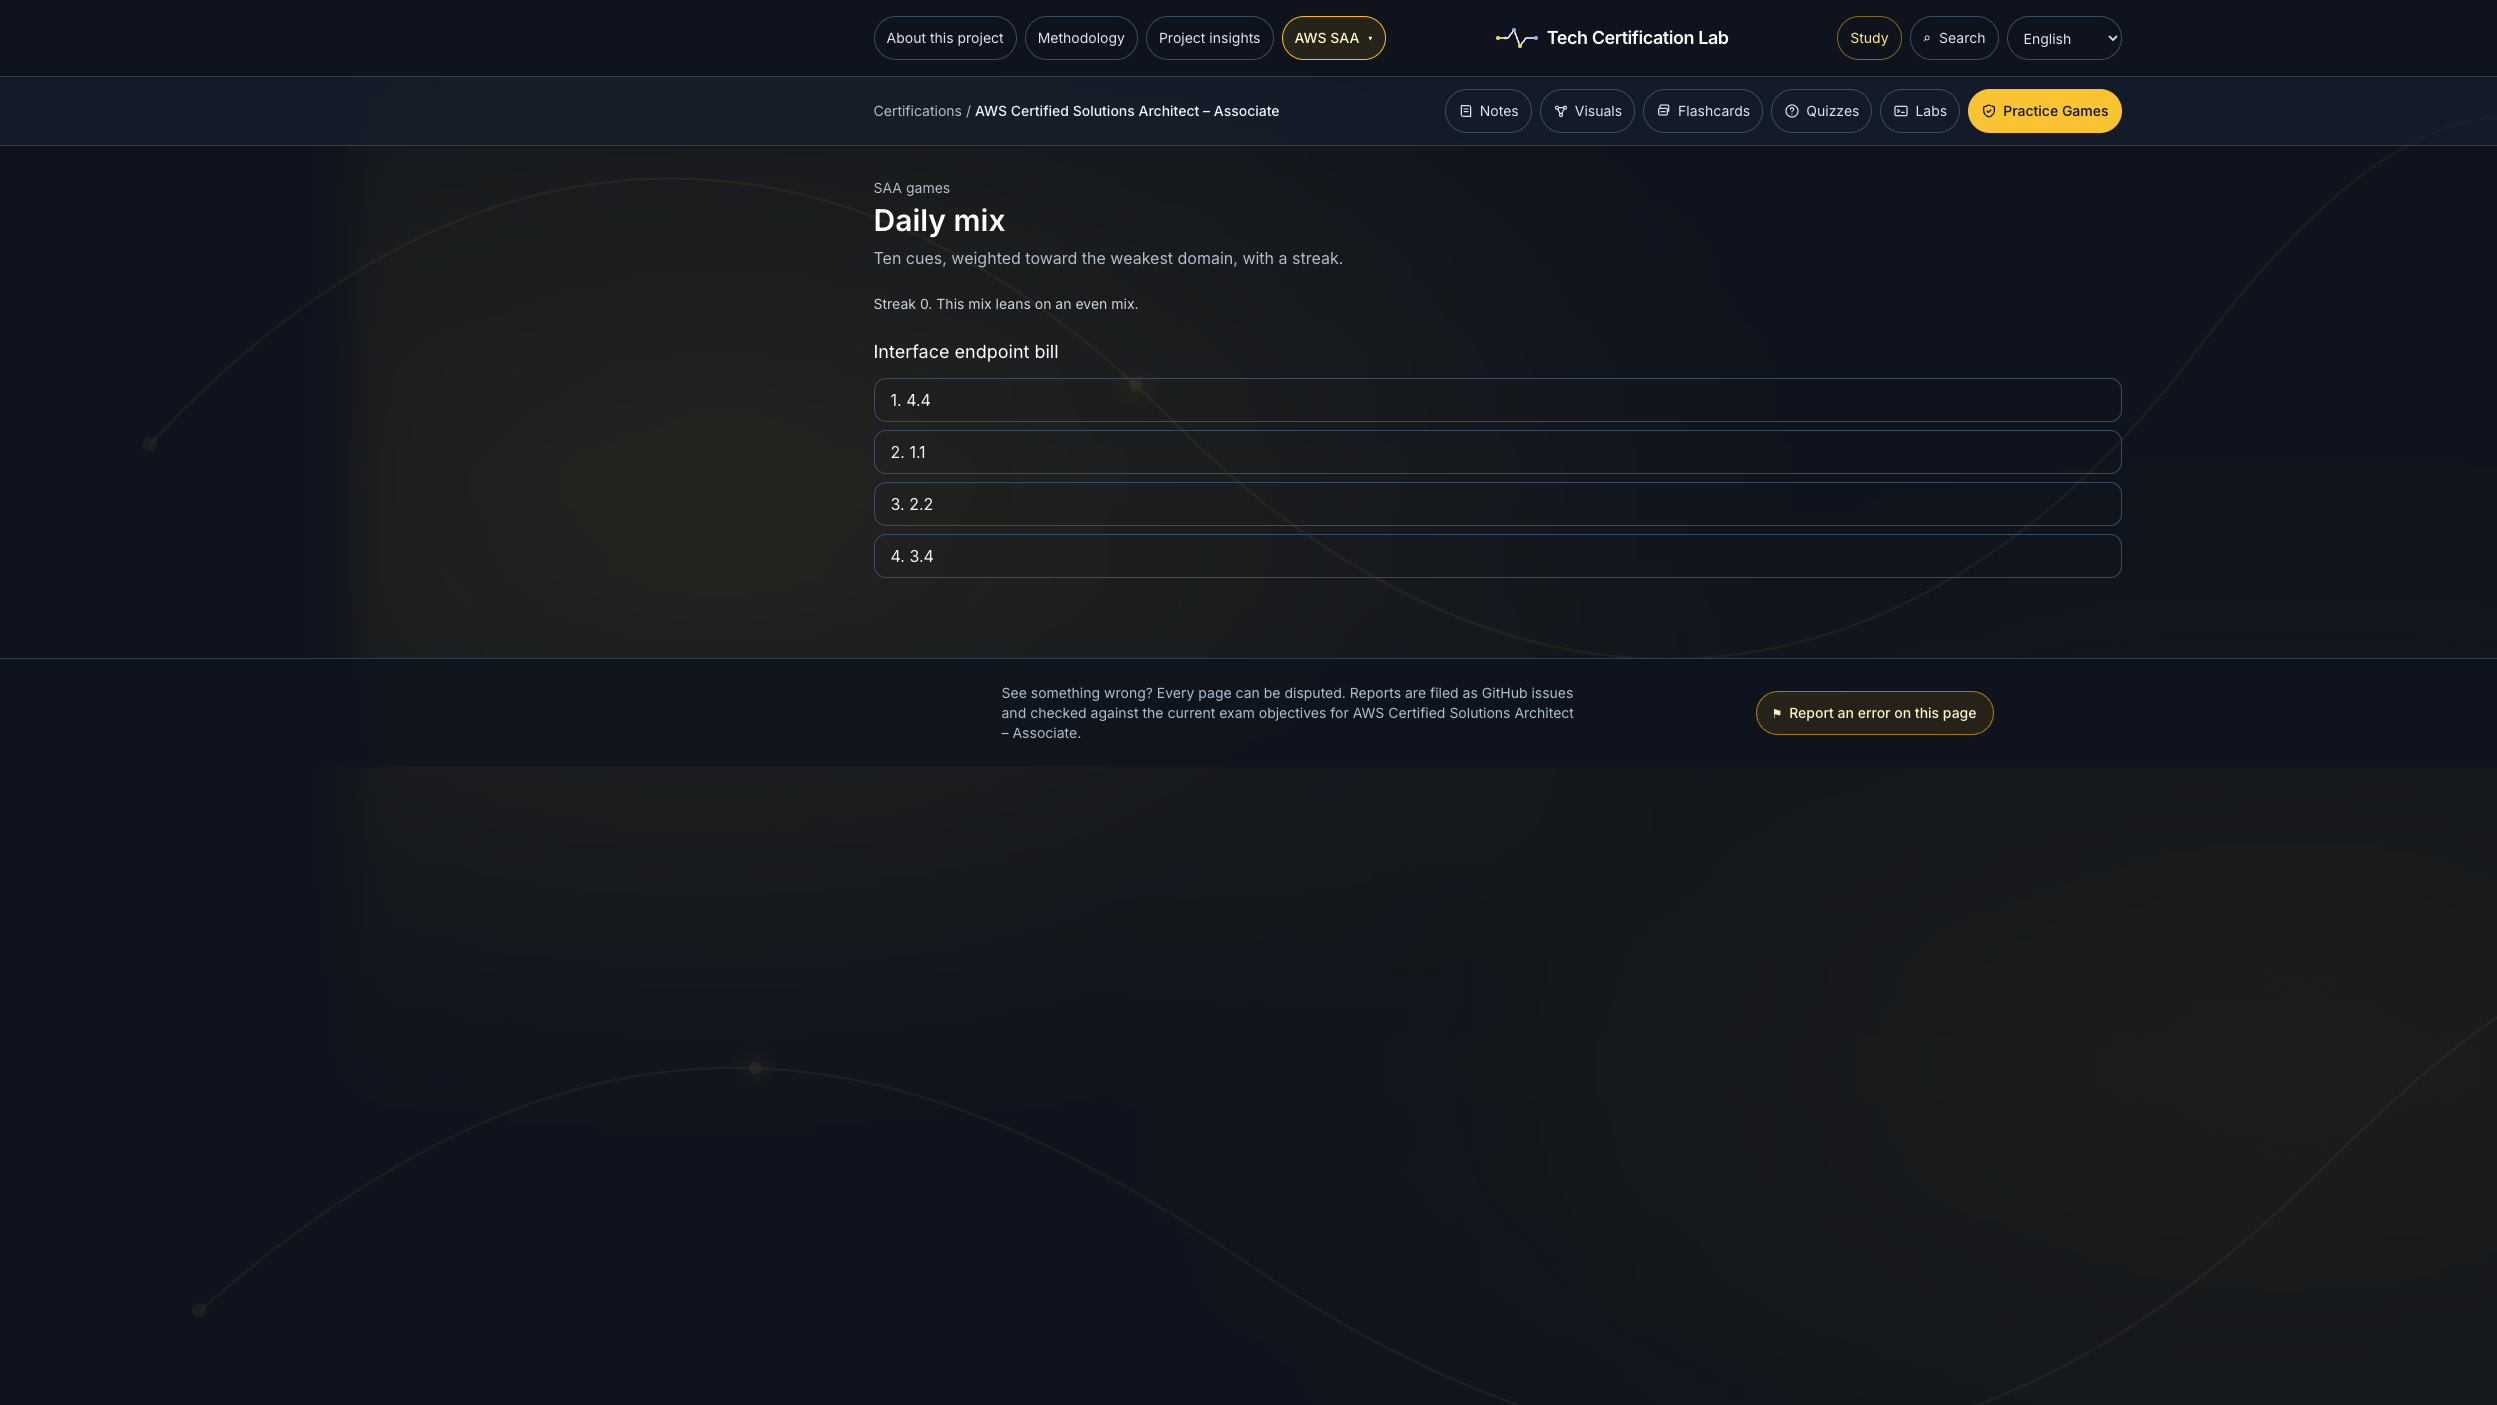 About this project
Methodology
Project insights
AWS SAA
Tech Certification Lab
Study
Search
English
Certifications / AWS Certified Solutions Architect – Associate
Notes
Visuals
Flashcards
Quizzes
Labs
Practice Games
SAA games
Daily mix
Ten cues, weighted toward the weakest domain, with a streak.
Streak 0. This mix leans on an even mix.
Interface endpoint bill
1. 4.4
2. 1.1
3. 2.2
4. 3.4
See something wrong? Every page can be disputed. Reports are filed as GitHub issues
and checked against the current exam objectives for AWS Certified Solutions Architect
– Associate.
Report an error on this page